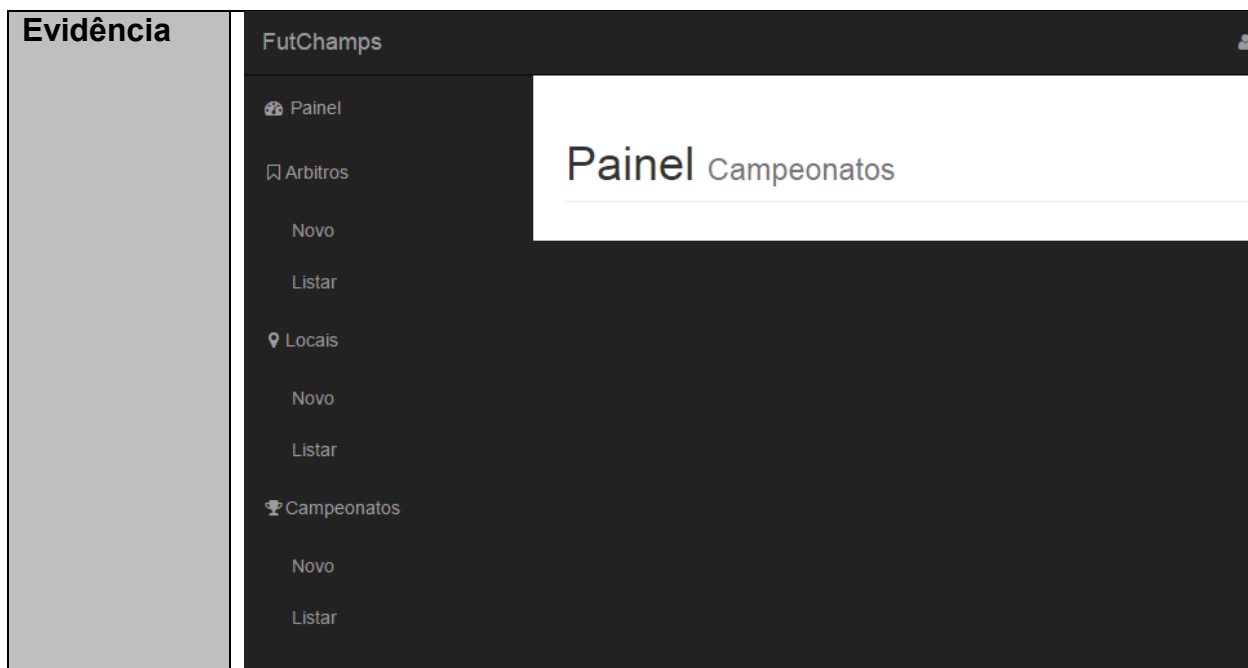 Evidência
FutChamps
Painel
Arbitros
Novo
Listar
Locais
Novo
Listar
Campeonatos
Novo
Listar
Painel Campeonatos